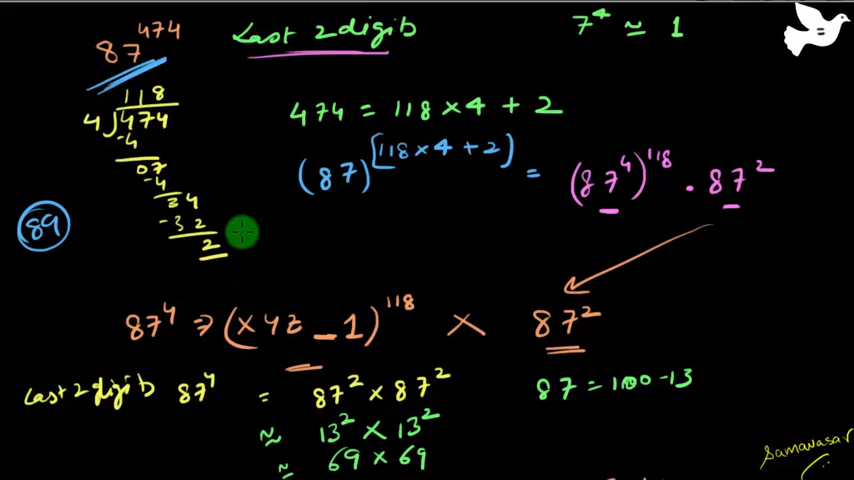 87^474 Last 2 digits 7^4 ≃ 1
118
4)474
-4
07
-4
34
-32
2
474 = 118 × 4 + 2
(87)^[118 × 4 + 2] = (87^4)^118 . 87^2
89
87^4 ⇒ (XYZ _ 1)^118 × 87^2
Last 2 digits 87^4 = 87^2 × 87^2
87 = 100 - 13
≈ 13^2 × 13^2
≈ 69 × 69
Samavasar